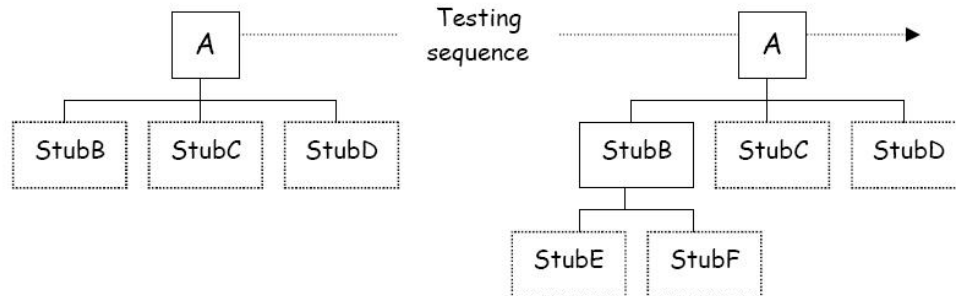 A
Testing
sequence
A
StubB
StubC
StubD
StubB
StubC
StubD
StubE
StubF